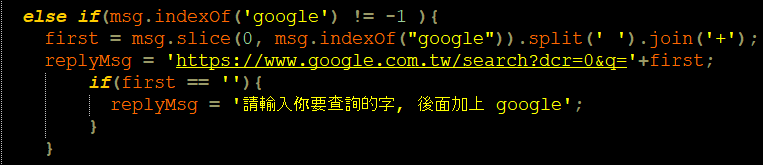 else if(msg.indexOf('google') != -1 ){
first = msg.slice(0, msg.indexOf("google")).split(' ').join('+');
replyMsg = 'https://www.google.com.tw/search?dcr=0&q='+first;
if(first == ''){
replyMsg = '請輸入你要查詢的字, 後面加上 google';
}
}